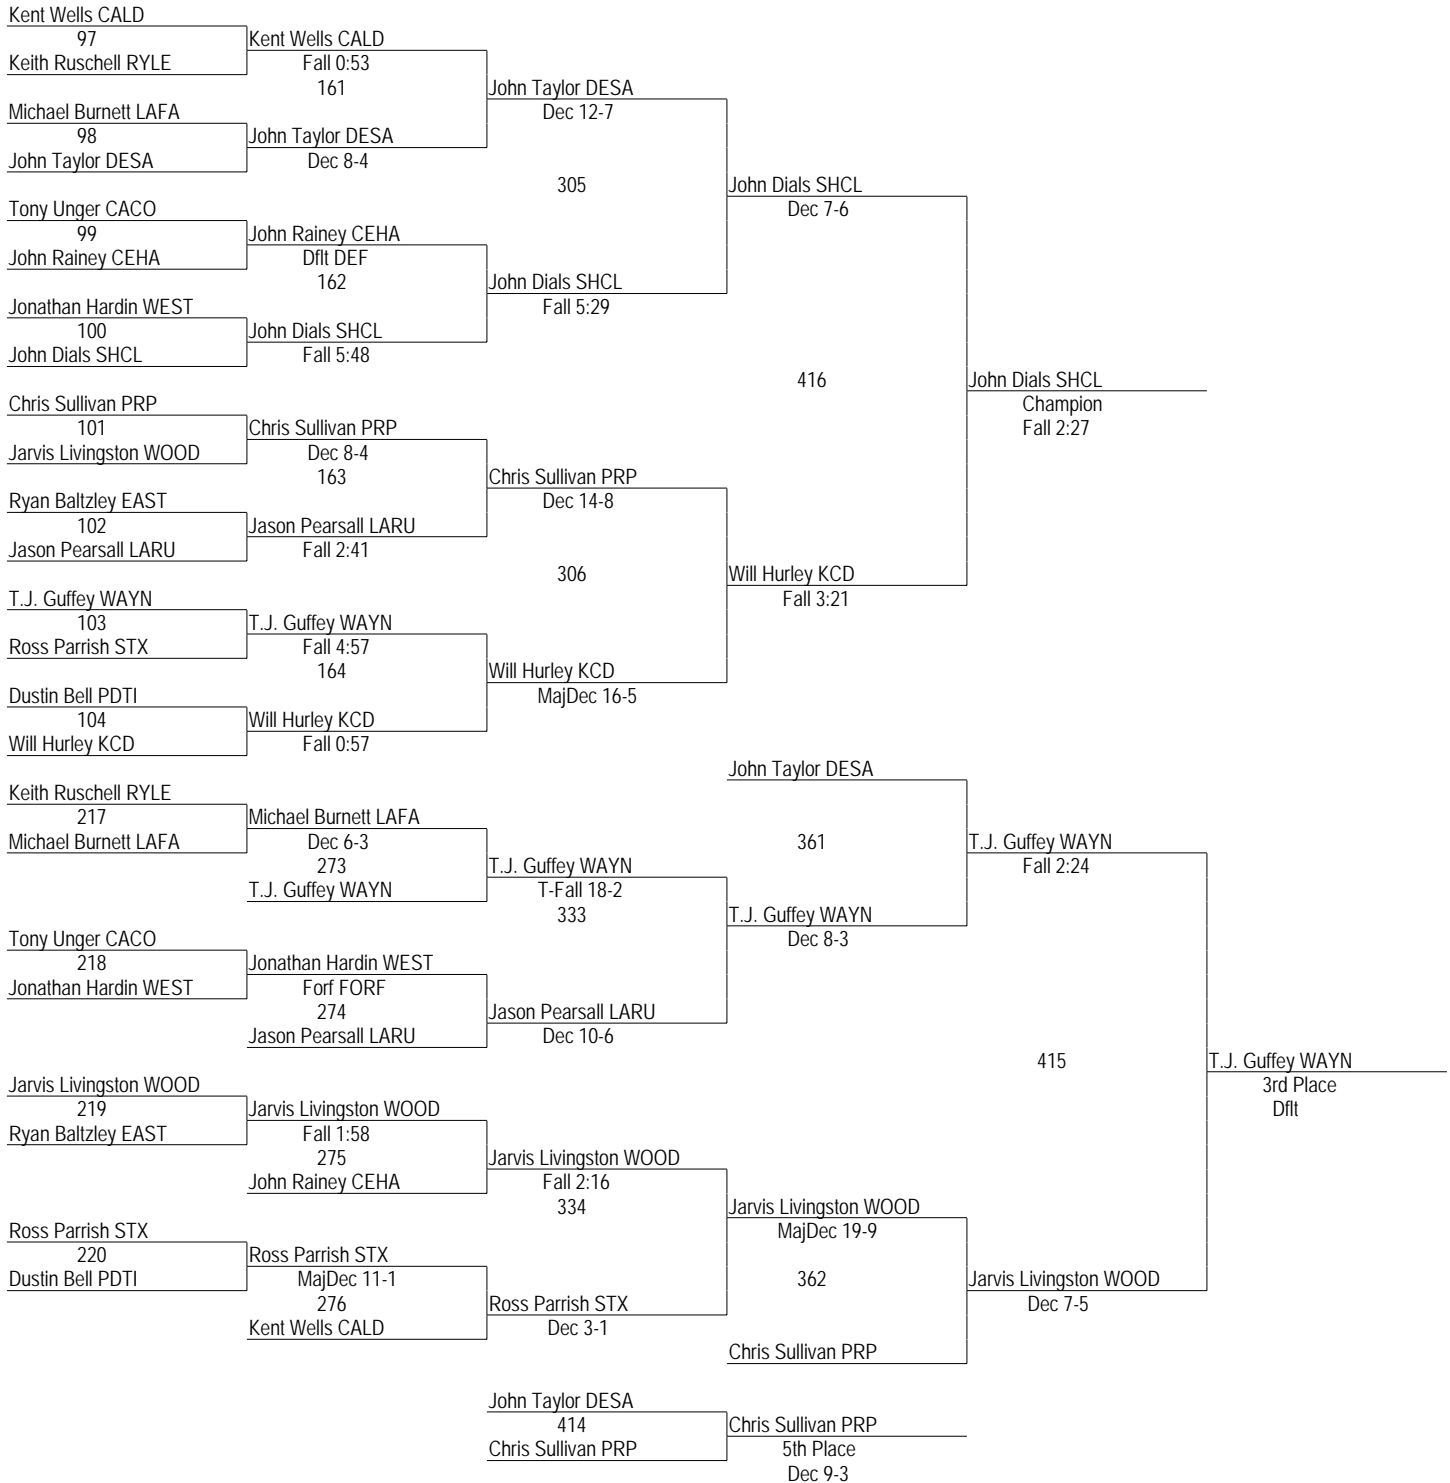 Kent Wells CALD
97
Keith Ruschell RYLE
Kent Wells CALD
Fall 0:53
161
Michael Burnett LAFA
98
John Taylor DESA
John Taylor DESA
Dec 8-4
John Taylor DESA
Dec 12-7
305
Tony Unger CACO
99
John Rainey CEHA
John Rainey CEHA
Dflt DEF
162
Jonathan Hardin WEST
100
John Dials SHCL
John Dials SHCL
Fall 5:48
John Dials SHCL
Fall 5:29
John Dials SHCL
Dec 7-6
416
Chris Sullivan PRP
101
Jarvis Livingston WOOD
Chris Sullivan PRP
Dec 8-4
163
Ryan Baltzley EAST
102
Jason Pearsall LARU
Jason Pearsall LARU
Fall 2:41
Chris Sullivan PRP
Dec 14-8
306
T.J. Guffey WAYN
103
Ross Parrish STX
T.J. Guffey WAYN
Fall 4:57
164
Dustin Bell PDTI
104
Will Hurley KCD
Will Hurley KCD
Fall 0:57
Will Hurley KCD
MajDec 16-5
Will Hurley KCD
Fall 3:21
John Dials SHCL
Champion
Fall 2:27
Keith Ruschell RYLE
217
Michael Burnett LAFA
Michael Burnett LAFA
Dec 6-3
273
T.J. Guffey WAYN
T.J. Guffey WAYN
T-Fall 18-2
333
Tony Unger CACO
218
Jonathan Hardin WEST
Jonathan Hardin WEST
Forf FORF
274
Jason Pearsall LARU
Jason Pearsall LARU
Dec 10-6
John Taylor DESA
361
T.J. Guffey WAYN
Dec 8-3
T.J. Guffey WAYN
Fall 2:24
415
Jarvis Livingston WOOD
219
Ryan Baltzley EAST
Jarvis Livingston WOOD
Fall 1:58
275
John Rainey CEHA
Jarvis Livingston WOOD
Fall 2:16
334
Ross Parrish STX
220
Dustin Bell PDTI
Ross Parrish STX
MajDec 11-1
276
Kent Wells CALD
Ross Parrish STX
Dec 3-1
Jarvis Livingston WOOD
MajDec 19-9
362
Chris Sullivan PRP
Jarvis Livingston WOOD
Dec 7-5
T.J. Guffey WAYN
3rd Place
Dflt
John Taylor DESA
414
Chris Sullivan PRP
Chris Sullivan PRP
5th Place
Dec 9-3